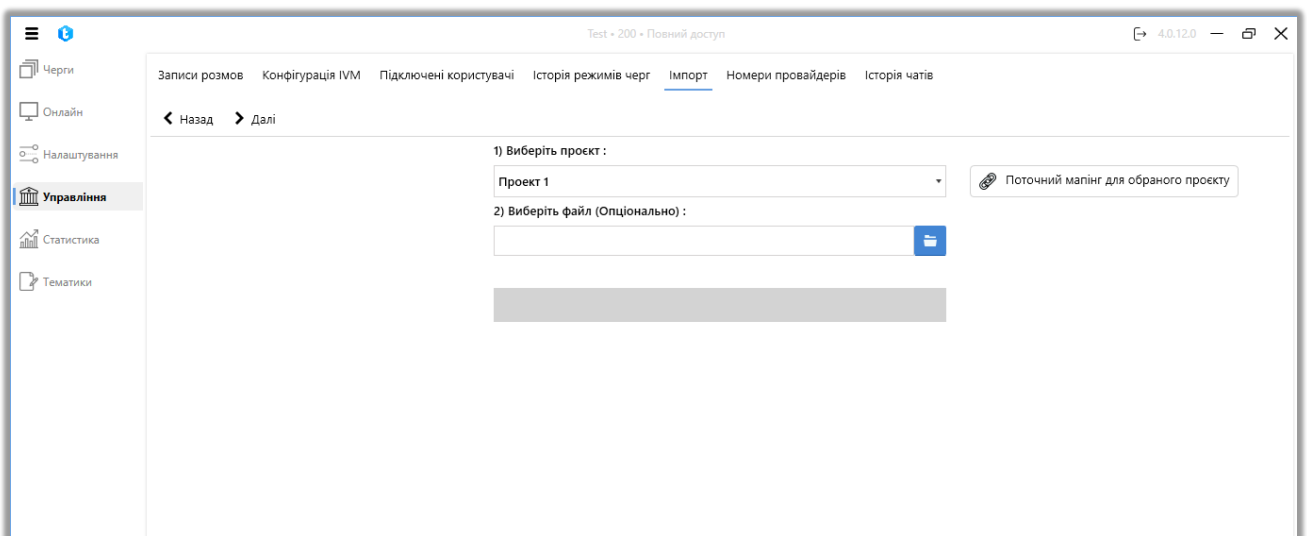 Test • 200 • Повний доступ
4.0.12.0
Черги
Онлайн
Налаштування
Управління
Статистика
Тематики
Записи розмов Конфігурація IVM Підключені користувачі Історія режимів черг Імпорт Номери провайдерів Історія чатів
Назад Далі
1) Виберіть проєкт :
Проект 1
Поточний мапінг для обраного проєкту
2) Виберіть файл (Опціонально) :